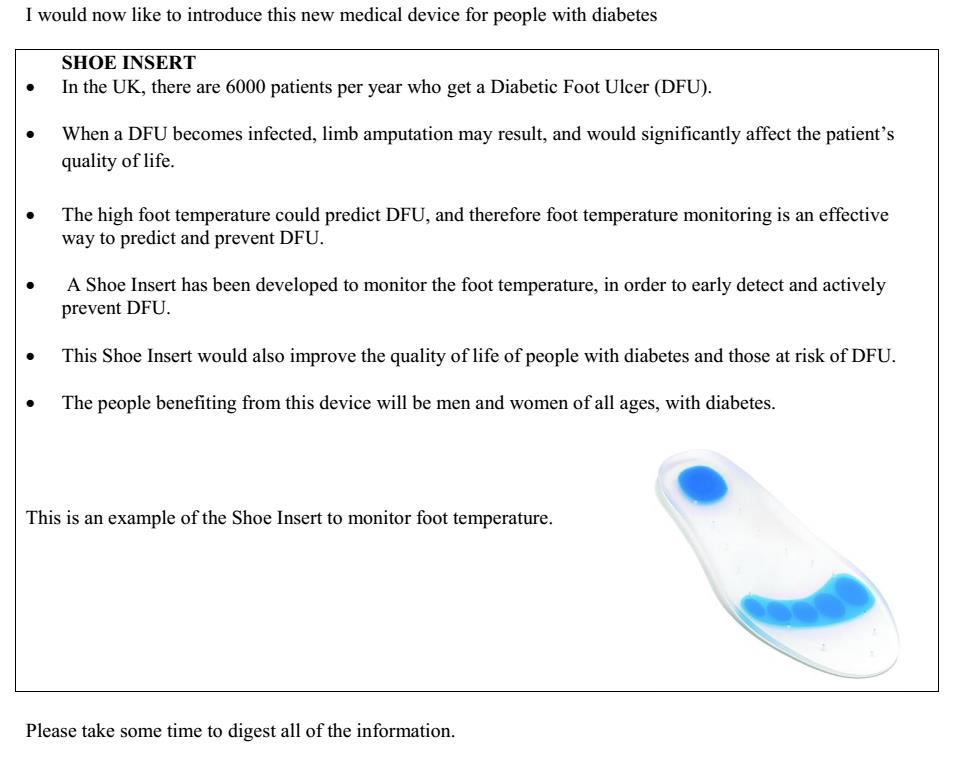 I would now like to introduce this new medical device for people with diabetes
SHOE INSERT
• In the UK, there are 6000 patients per year who get a Diabetic Foot Ulcer (DFU).
• When a DFU becomes infected, limb amputation may result, and would significantly affect the patient’s
quality of life.
• The high foot temperature could predict DFU, and therefore foot temperature monitoring is an effective
way to predict and prevent DFU.
• A Shoe Insert has been developed to monitor the foot temperature, in order to early detect and actively
prevent DFU.
• This Shoe Insert would also improve the quality of life of people with diabetes and those at risk of DFU.
• The people benefiting from this device will be men and women of all ages, with diabetes.
This is an example of the Shoe Insert to monitor foot temperature.
Please take some time to digest all of the information.